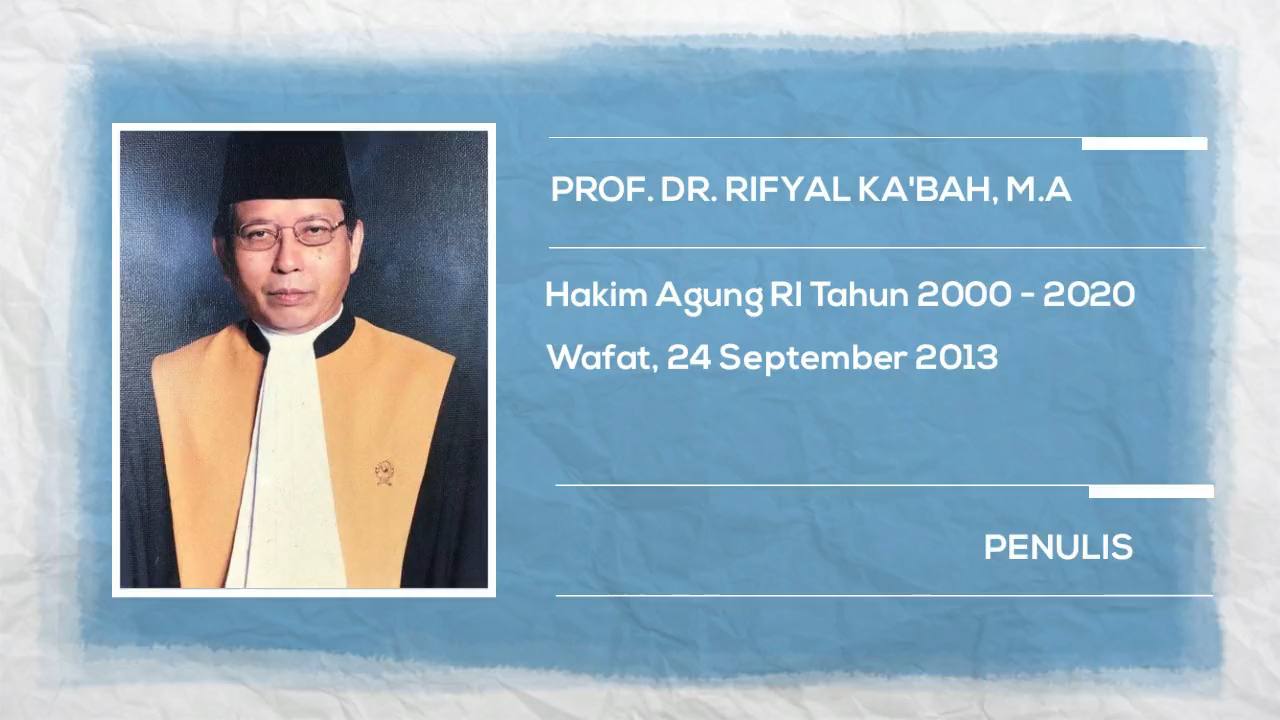 PROF. DR. RIFYAL KA'BAH, M.A
Hakim Agung RI Tahun 2000 - 2020
Wafat, 24 September 2013
PENULIS